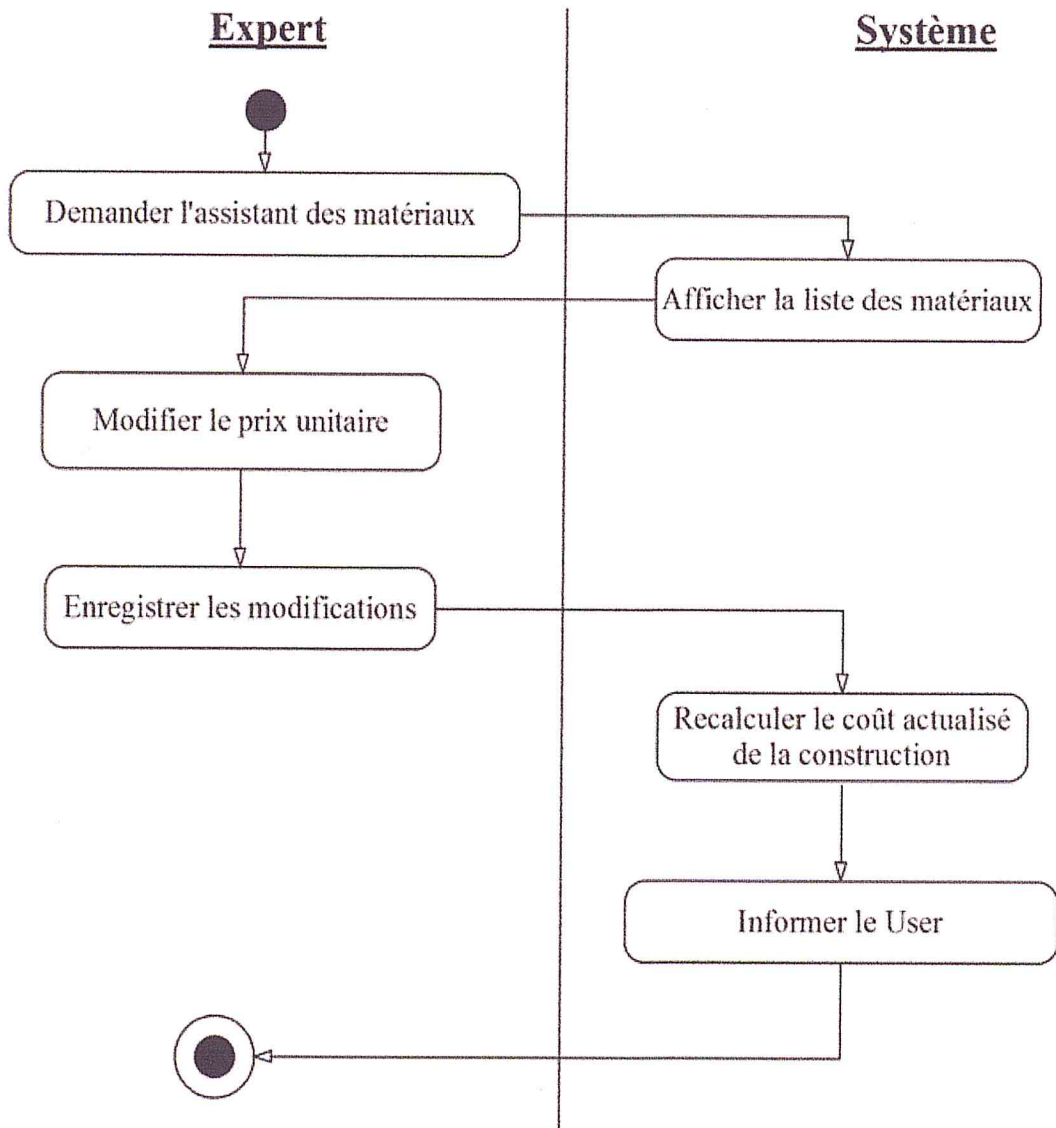 Expert
Système
Demander l'assistant des matériaux
Afficher la liste des matériaux
Modifier le prix unitaire
Enregistrer les modifications
Recalculer le coût actualisé
de la construction
Informer le User